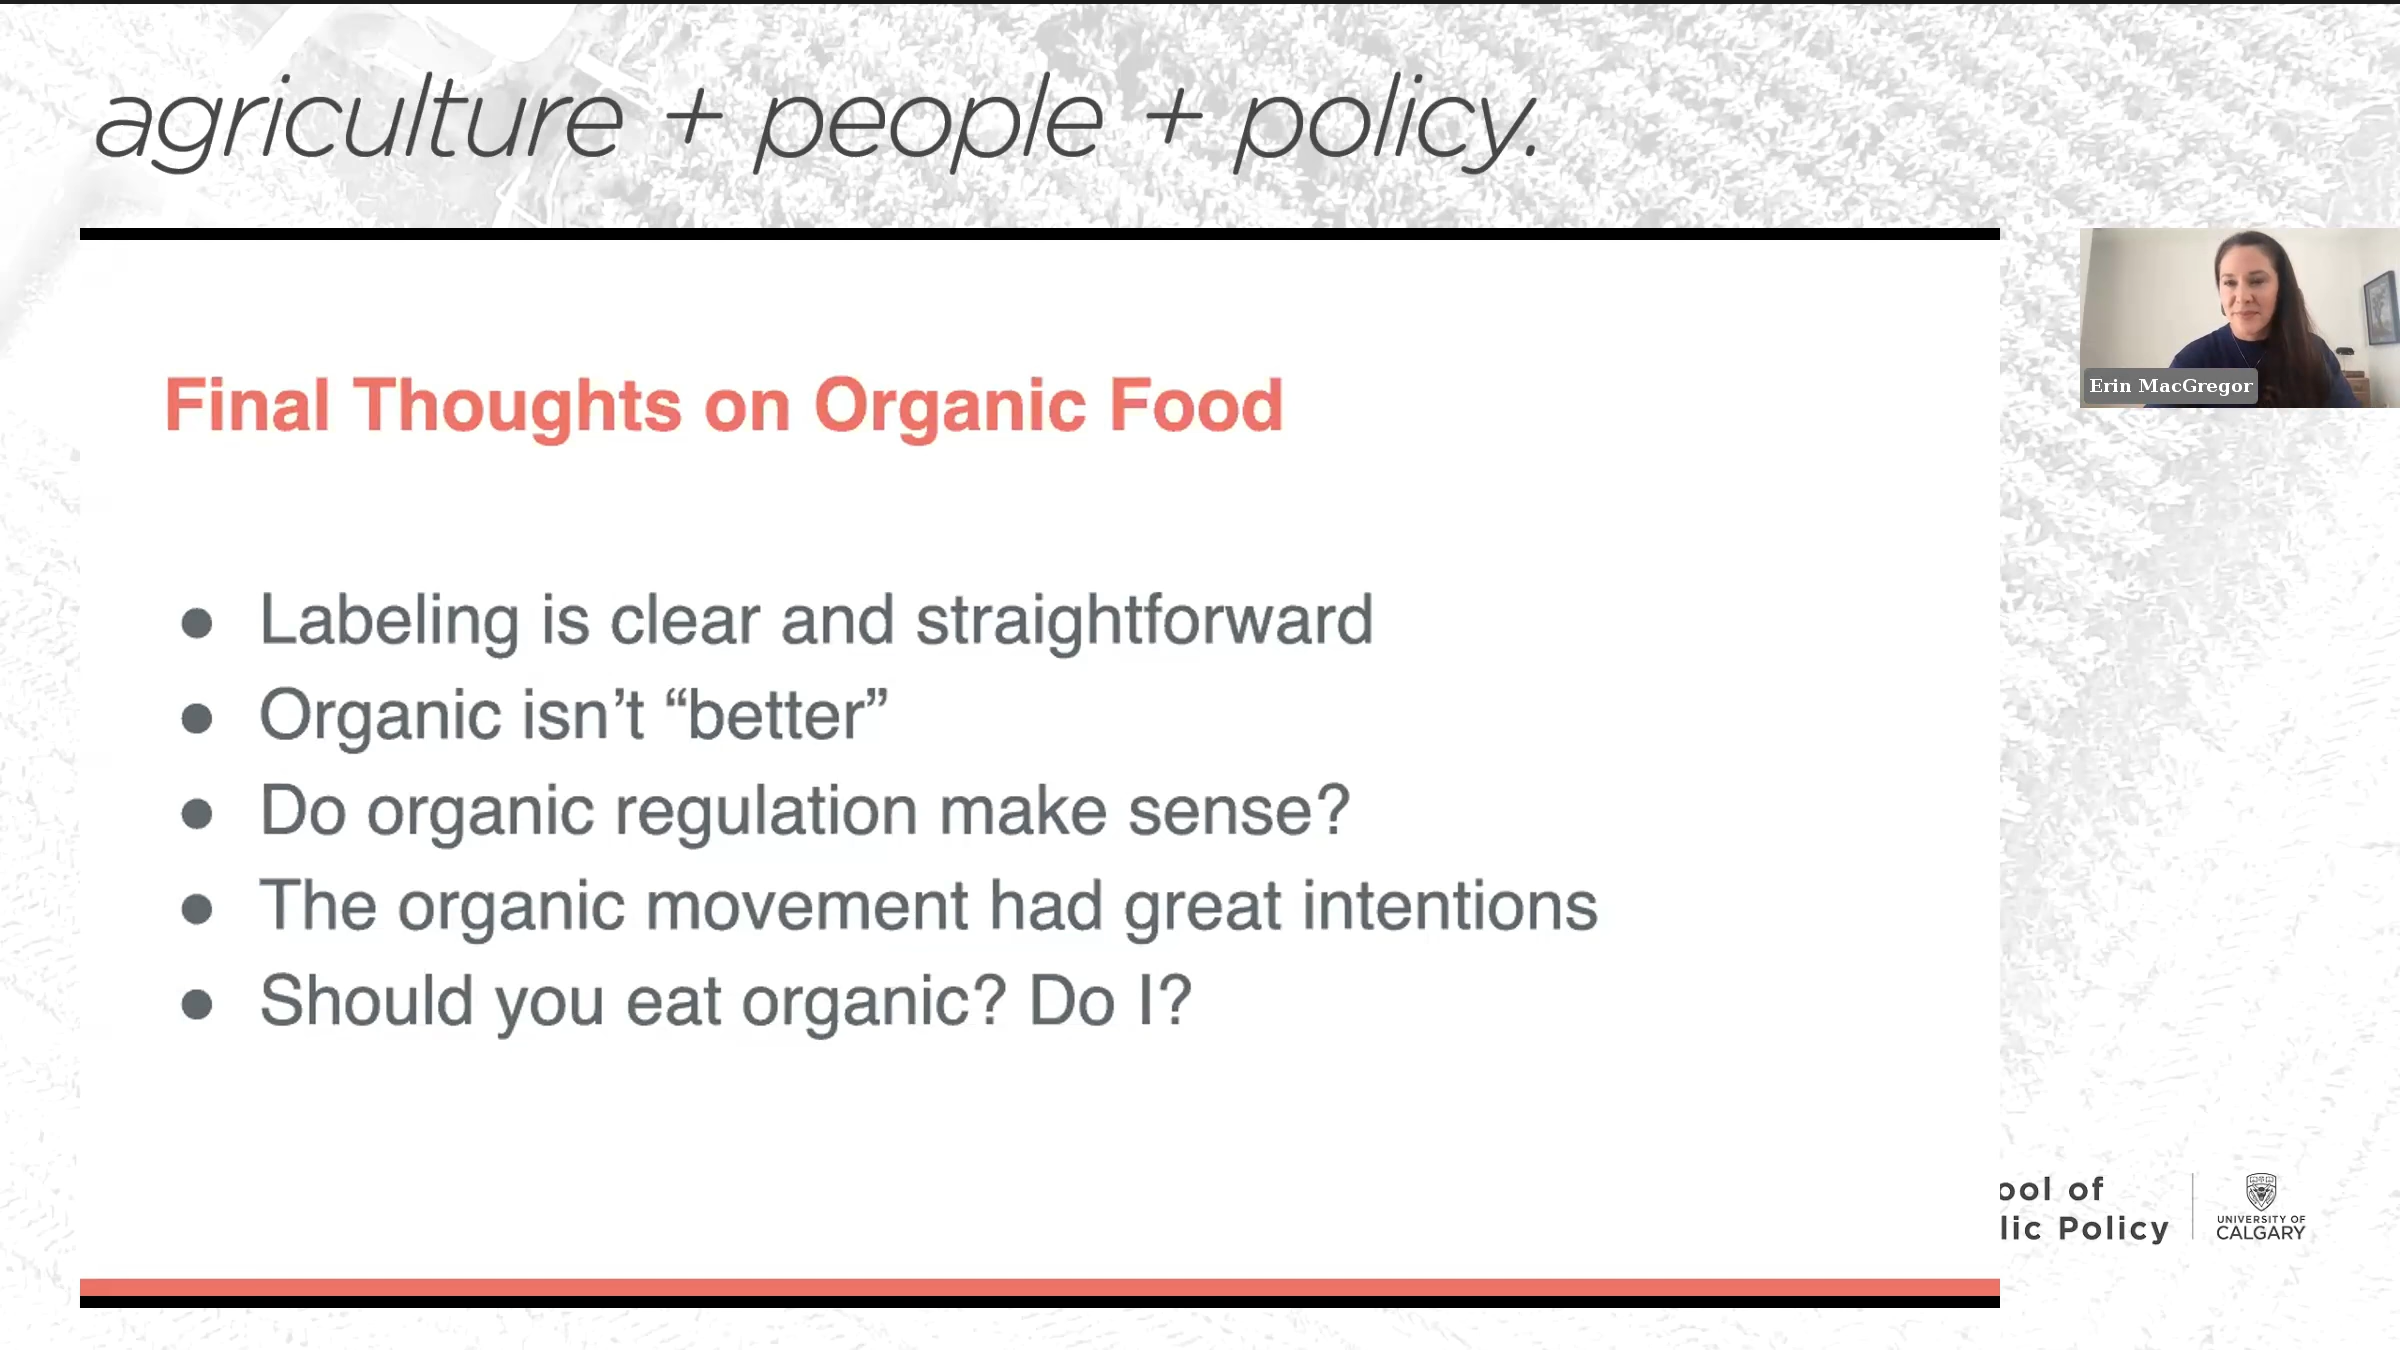 agriculture + people + policy.
Erin MacGregor
Final Thoughts on Organic Food
● Labeling is clear and straightforward
● Organic isn’t “better”
● Do organic regulation make sense?
● The organic movement had great intentions
● Should you eat organic? Do I?
ool of
lic Policy
UNIVERSITY OF
CALGARY